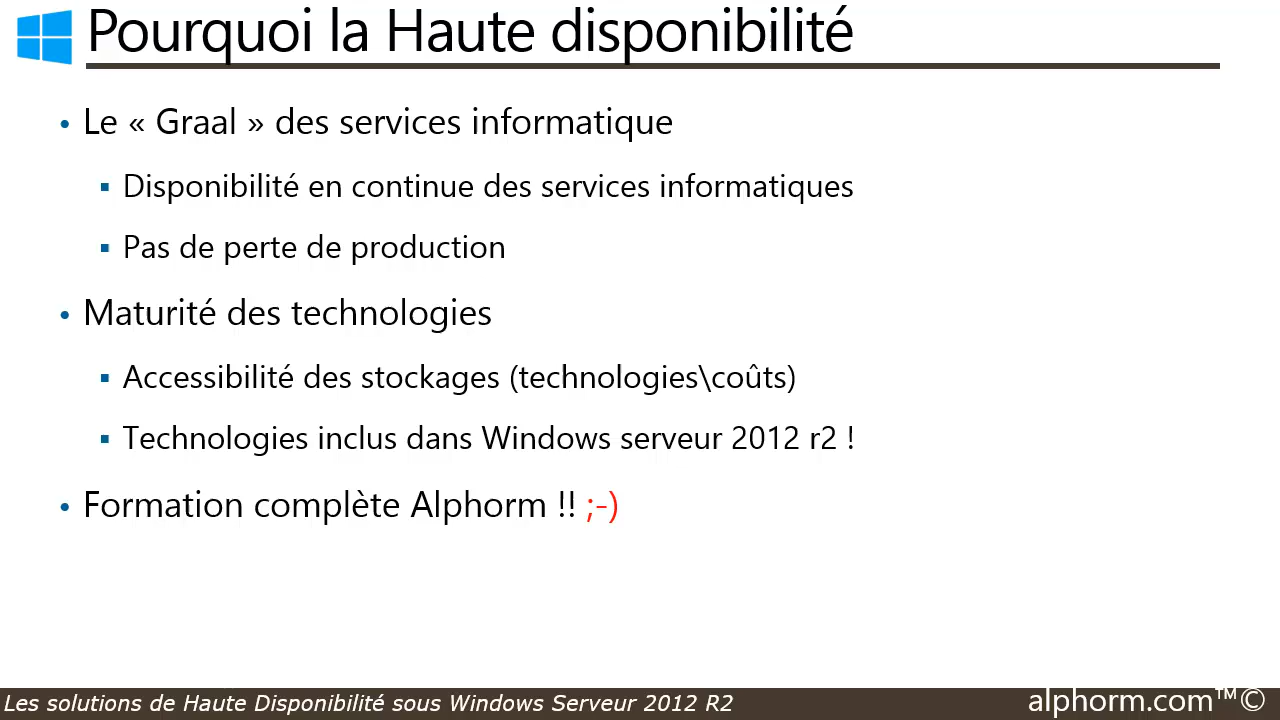 Pourquoi la Haute disponibilité
• Le « Graal » des services informatique
▪ Disponibilité en continue des services informatiques
▪ Pas de perte de production
• Maturité des technologies
▪ Accessibilité des stockages (technologies\coûts)
▪ Technologies inclus dans Windows serveur 2012 r2 !
• Formation complète Alphorm !! ;-)
Les solutions de Haute Disponibilité sous Windows Serveur 2012 R2
alphorm.com™©